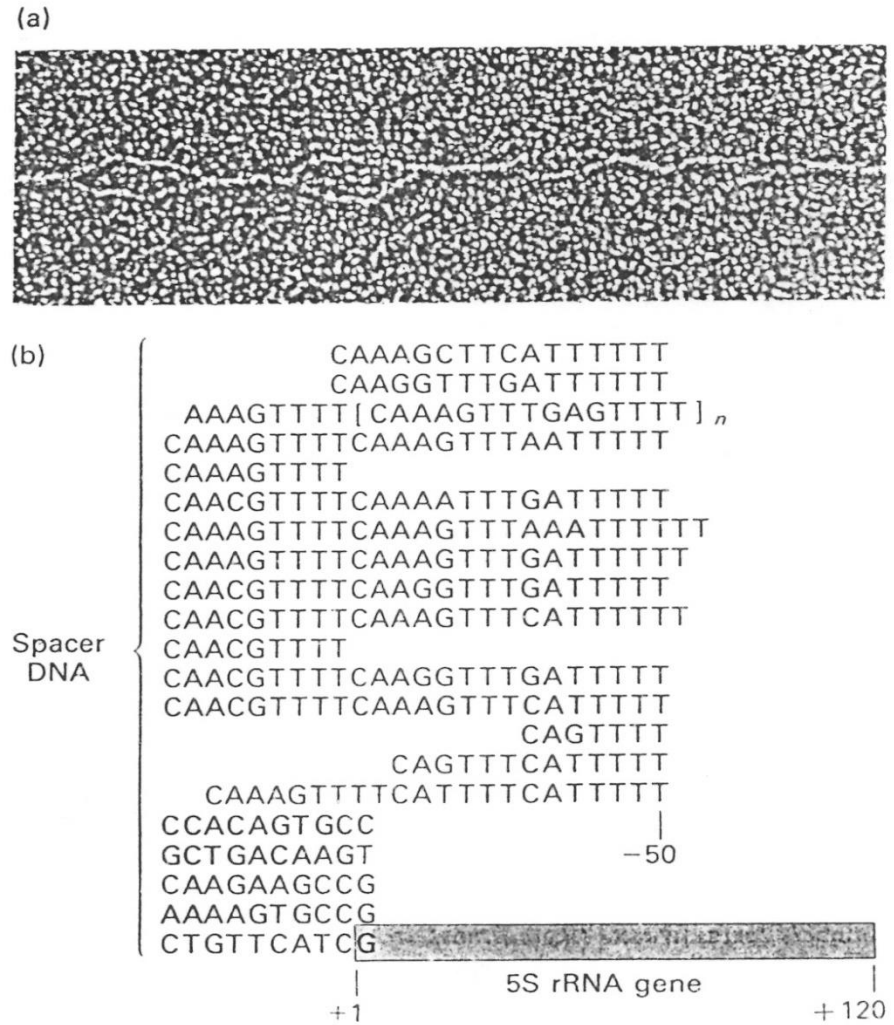 (a)
(b)
CAAAGCTTCATTTTTT
CAAGGTTTGATTTTTT
AAAGTTTT[CAAAGTTTGAGTTTT]n
CAAAGTTTTCAAAGTTTAATTTTT
CAAAGTTTT
CAACGTTTTCAAAATTTGATTTTT
CAAAGTTTTCAAAGTTTAAATTTTTT
CAAAGTTTTCAAAGTTTGATTTTTT
CAACGTTTTCAAGGTTTGATTTTT
CAACGTTTTCAAAGTTTCATTTTTT
Spacer
DNA
CAACGTTTT
CAACGTTTTCAAGGTTTGATTTTT
CAACGTTTTCAAAGTTTCATTTTT
CAGTTTT
CAGTTTCATTTTT
CAAAGTTTTCATTTTCATTTTT
CCACAGTGCC
-50
GCTGACAAGT
CAAGAAGCCG
AAAAGTGCCG
CTGTTCATCG
5S rRNA gene
+1
+120